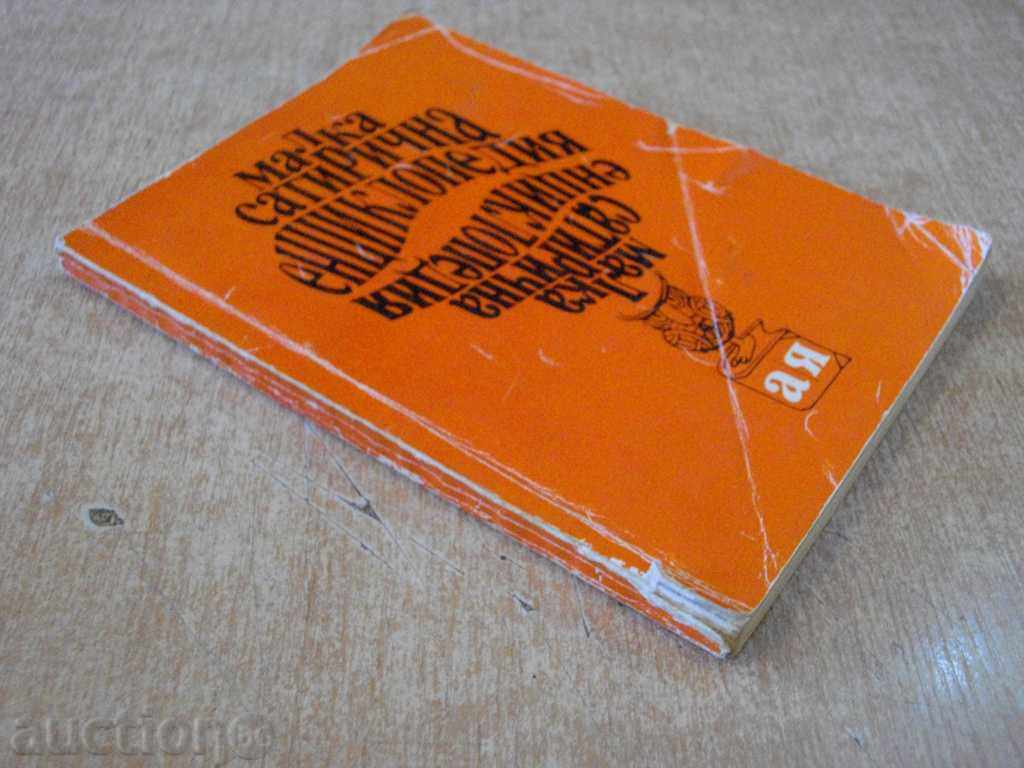 малка
сатирична
енциклопедия
малка
сатирична
енциклопедия
ая
auction